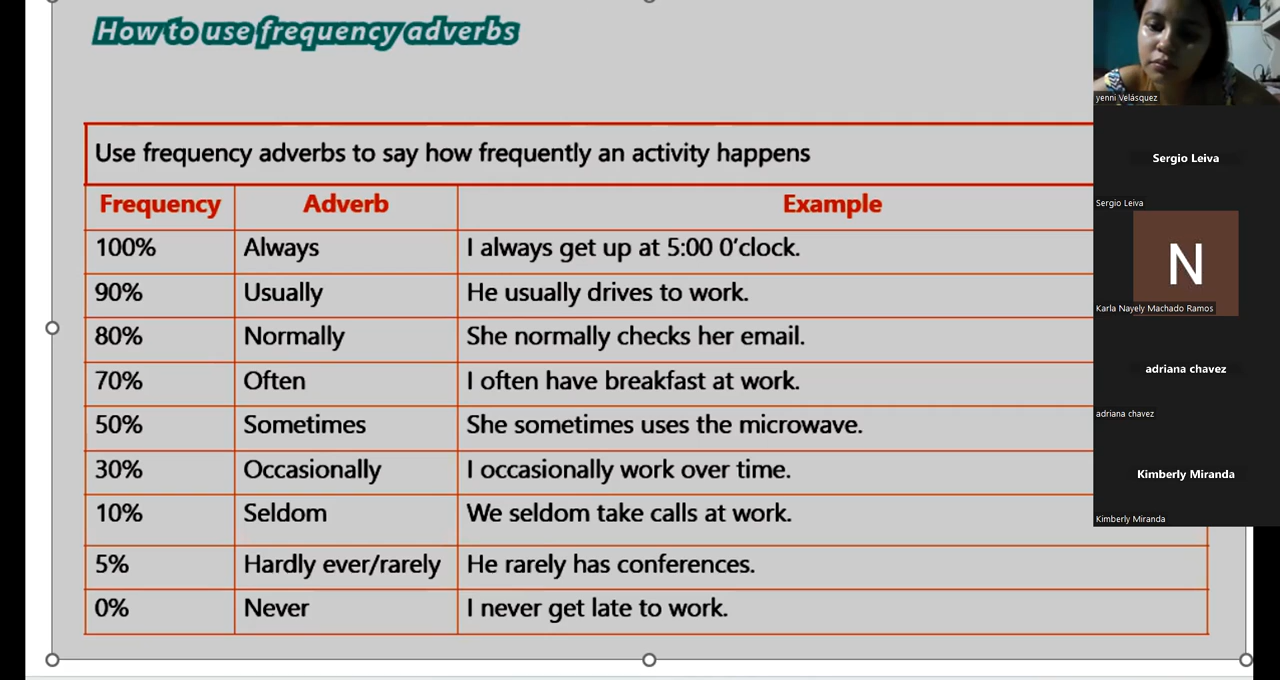 How to use frequency adverbs
Use frequency adverbs to say how frequently an activity happens
Frequency Adverb Example
100% Always I always get up at 5:00 0'clock.
90% Usually He usually drives to work.
80% Normally She normally checks her email.
70% Often I often have breakfast at work.
50% Sometimes She sometimes uses the microwave.
30% Occasionally I occasionally work over time.
10% Seldom We seldom take calls at work.
5% Hardly ever/rarely He rarely has conferences.
0% Never I never get late to work.
yenni Velásquez
Sergio Leiva
Sergio Leiva
N
Karla Nayely Machado Ramos
adriana chavez
adriana chavez
Kimberly Miranda
Kimberly Miranda